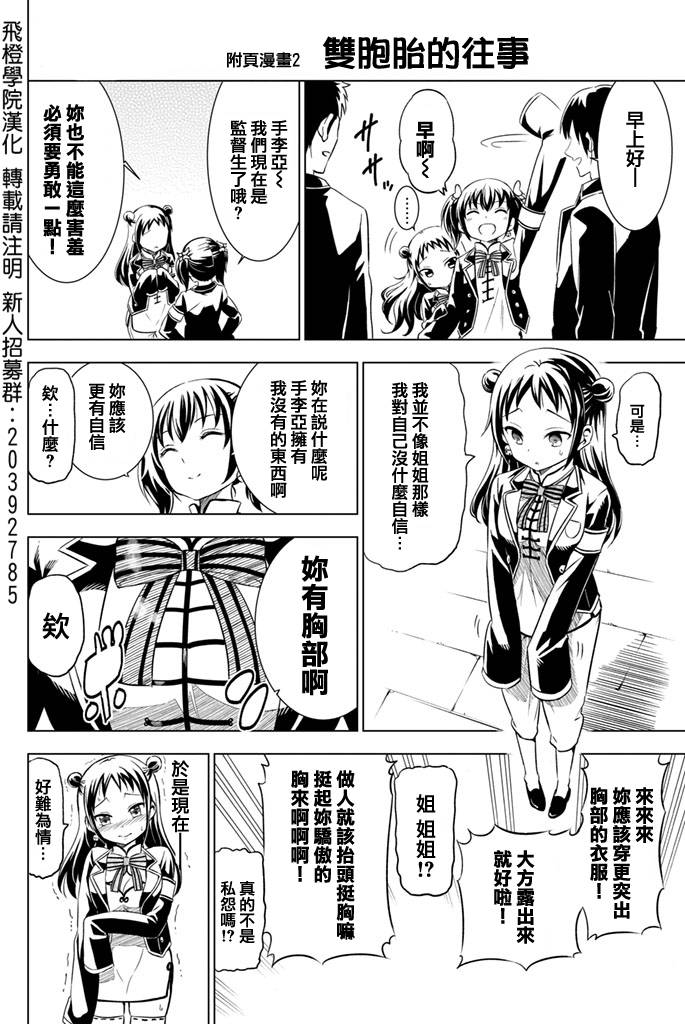 附頁漫畫2 雙胞胎的往事
早上好—
早啊~
……
手李亞~
我們現在是
監督生了哦?
妳也不能這麼害羞
必須要勇敢一點！
可是…
我並不像姐姐那樣
我對自己沒什麼自信…
妳在說什麼呢
手李亞擁有
我沒有的東西啊
妳應該
更有自信
欸…什麼?
妳有胸部啊
欸
來來來
妳應該穿更突出
胸部的衣服！
大方露出來
就好啦！
姐 姐姐
!?
做人就該抬頭挺胸嘛
挺起妳驕傲的
胸來啊啊啊！
真的不是
私怨嗎!?
於是現在
好難為情…
飛橙學院漢化 轉載請注明 新人招募群：20392785